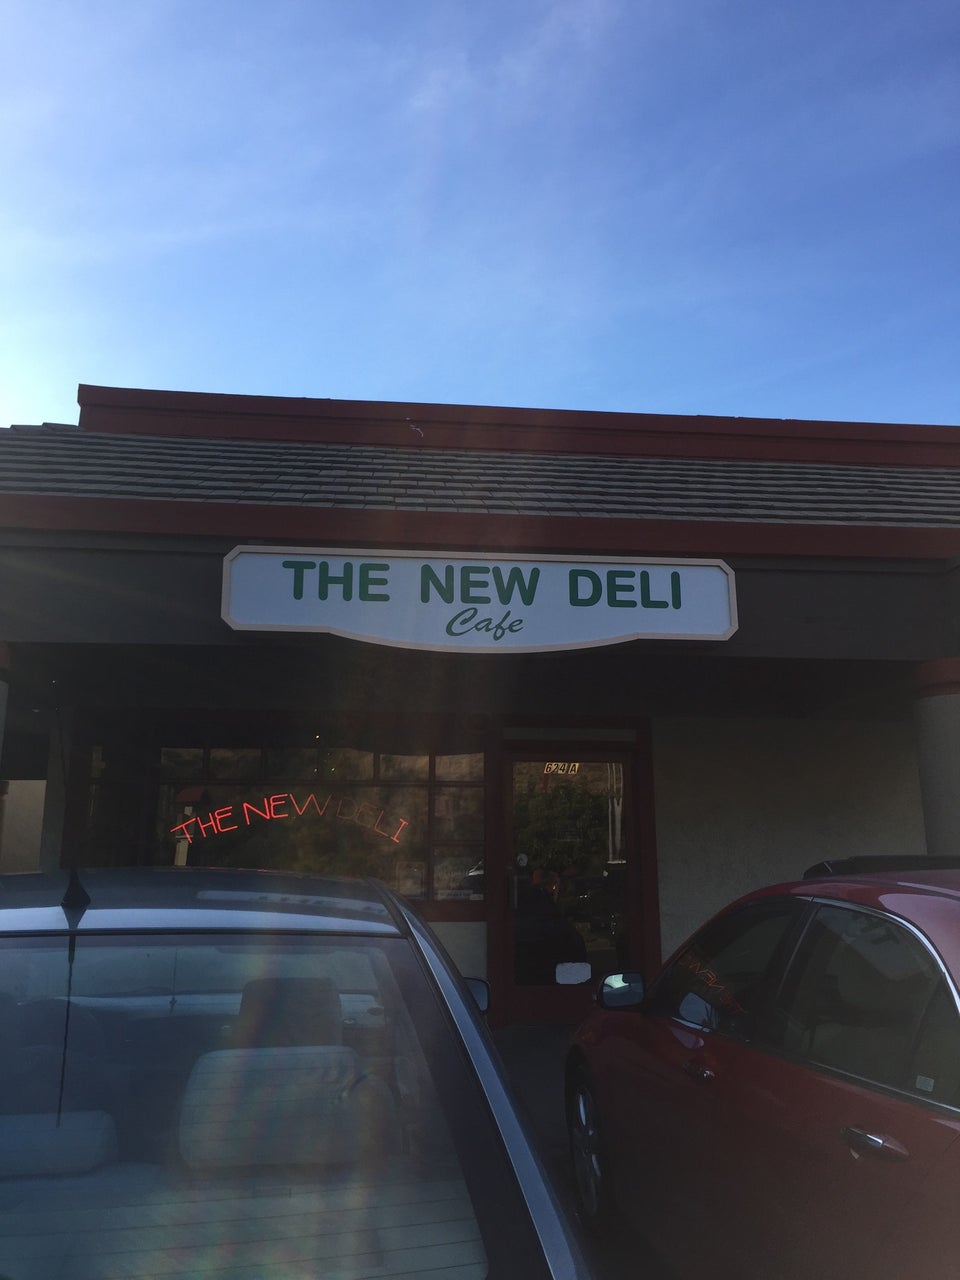 THE NEW DELI
Cafe
624 A
THE NEW DELI